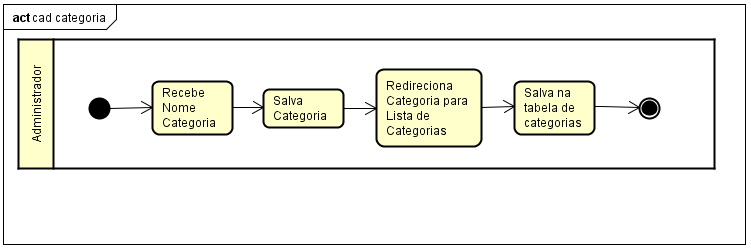 act cad categoria
Administrador
Recebe
Nome
Categoria
Salva
Categoria
Redireciona
Categoria para
Lista de
Categorias
Salva na
tabela de
categorias